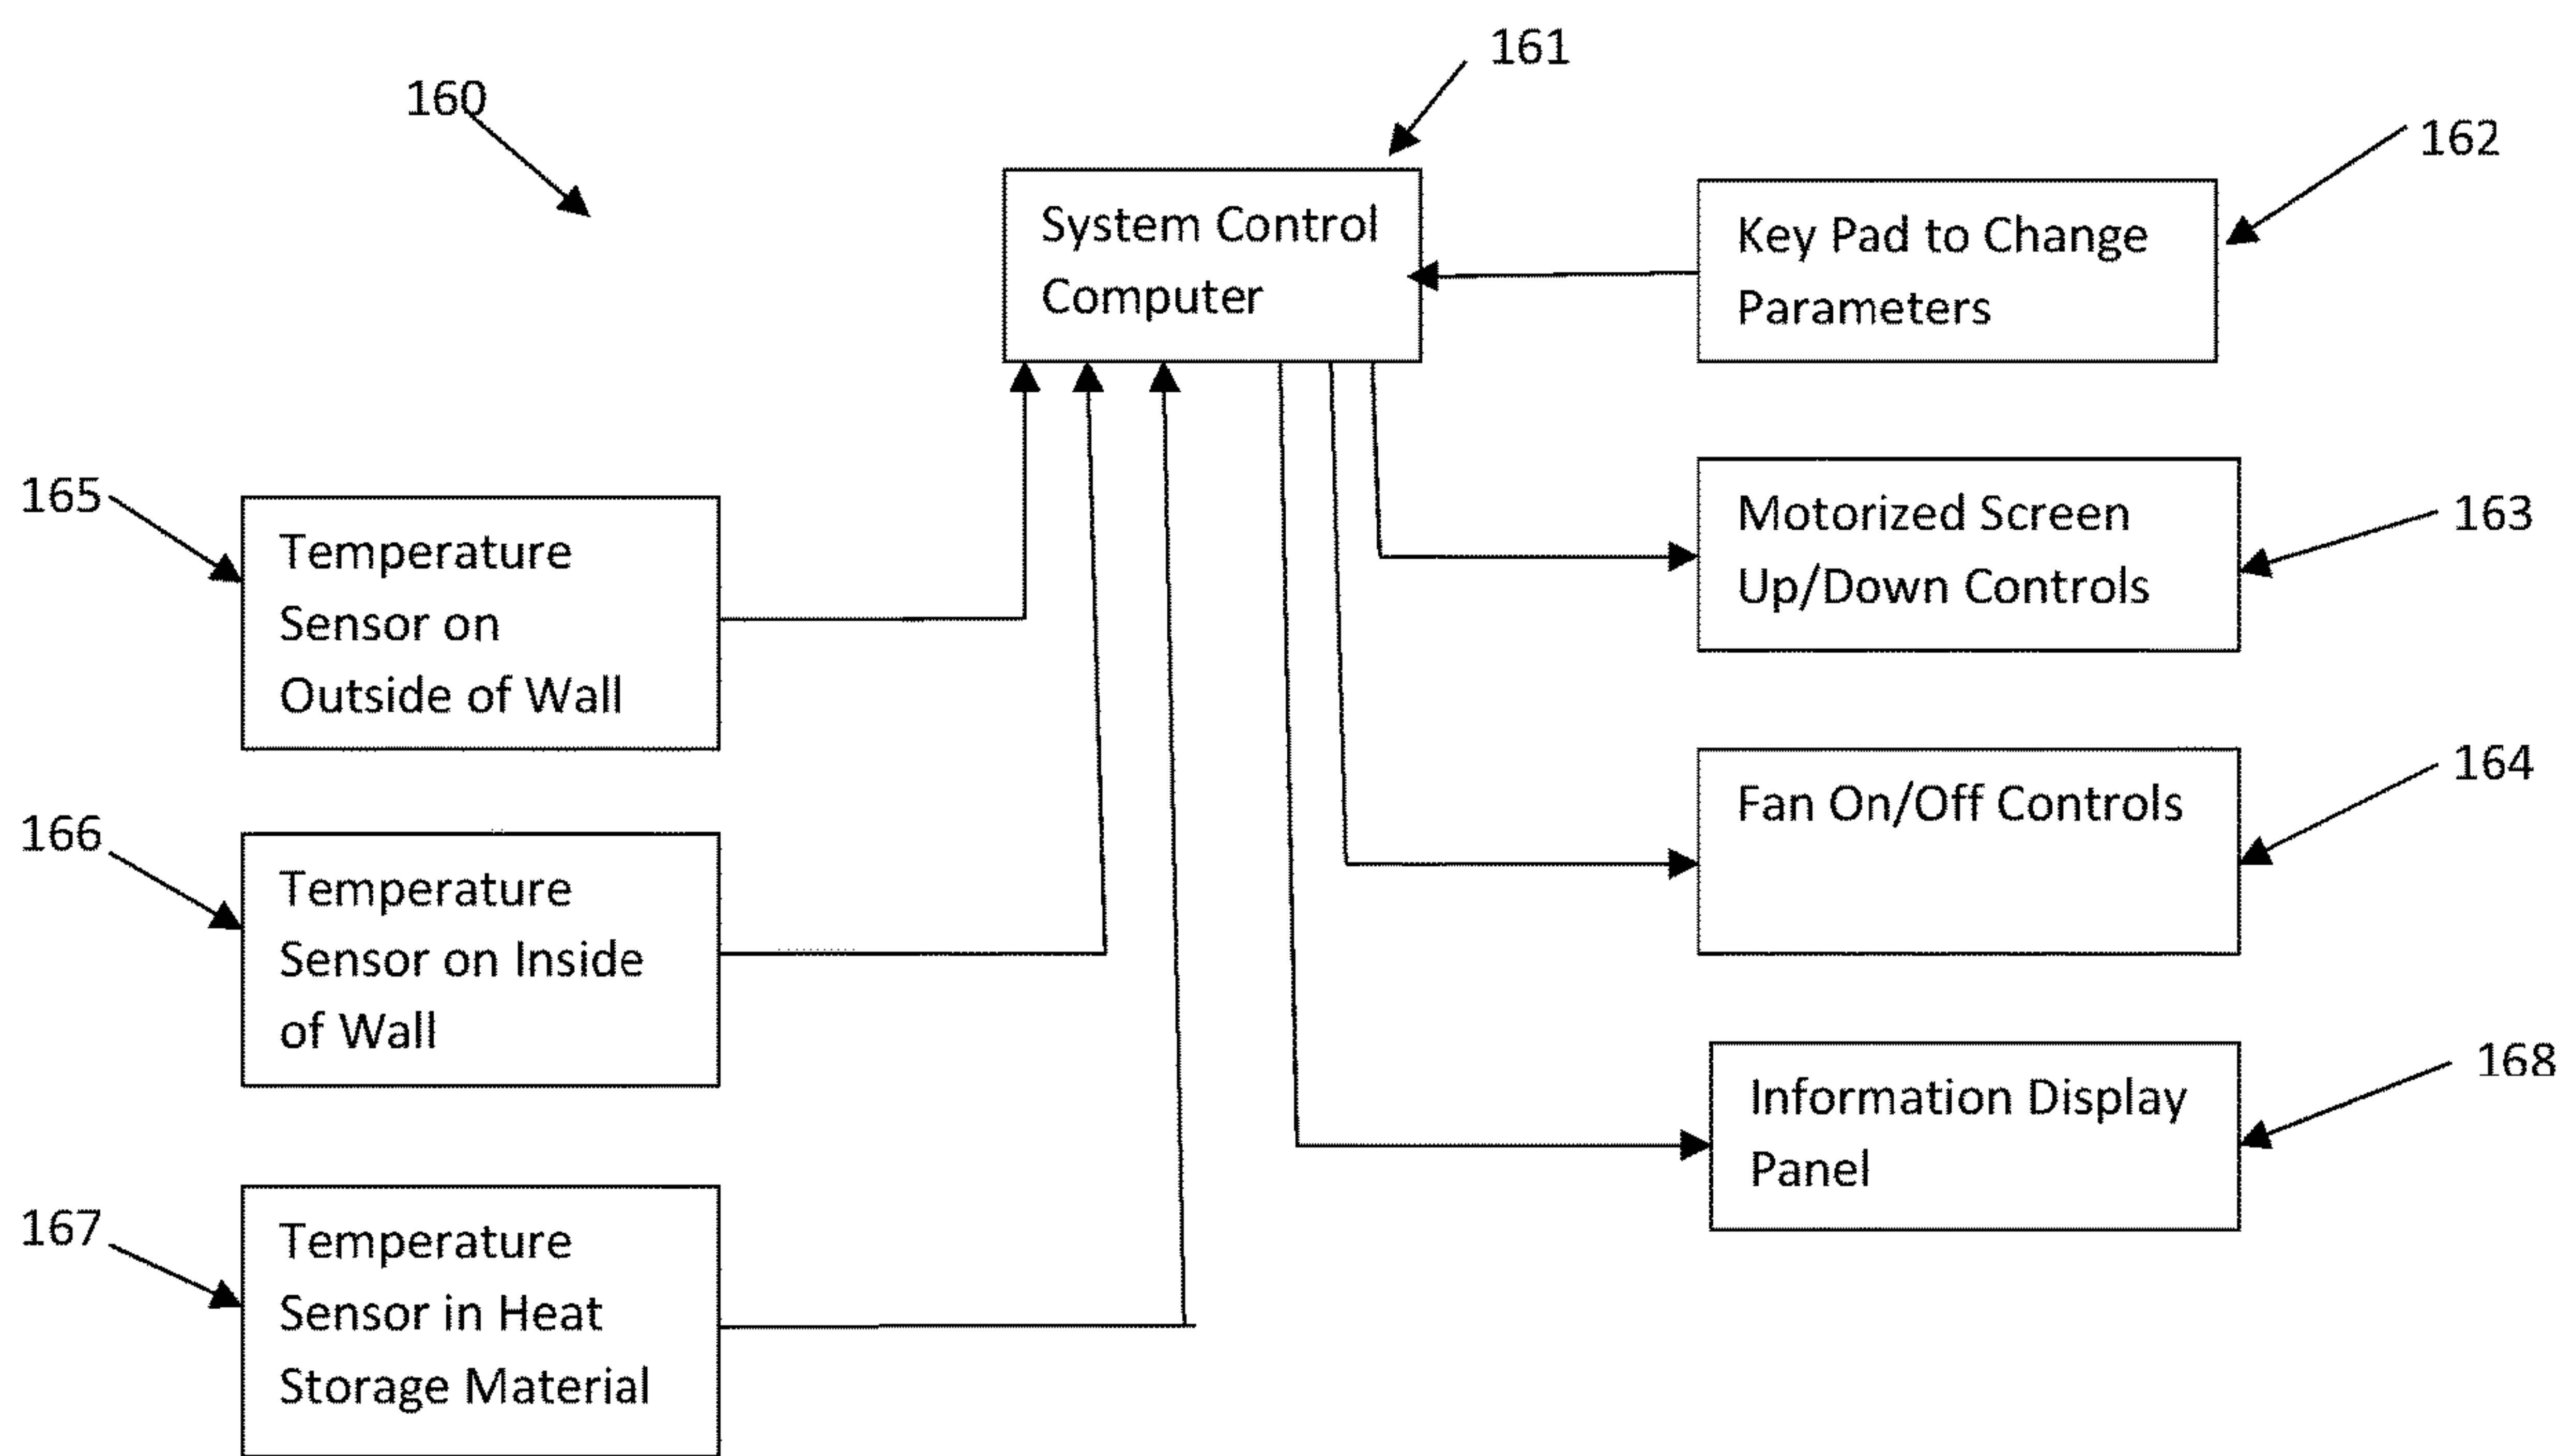 161
160
162
System Control
Computer
Key Pad to Change
Parameters
165
Temperature
Sensor on
Outside of Wall
Motorized Screen
Up/Down Controls
163
166
Temperature
Sensor on Inside
of Wall
Fan On/Off Controls
164
167
Temperature
Sensor in Heat
Storage Material
Information Display
Panel
168